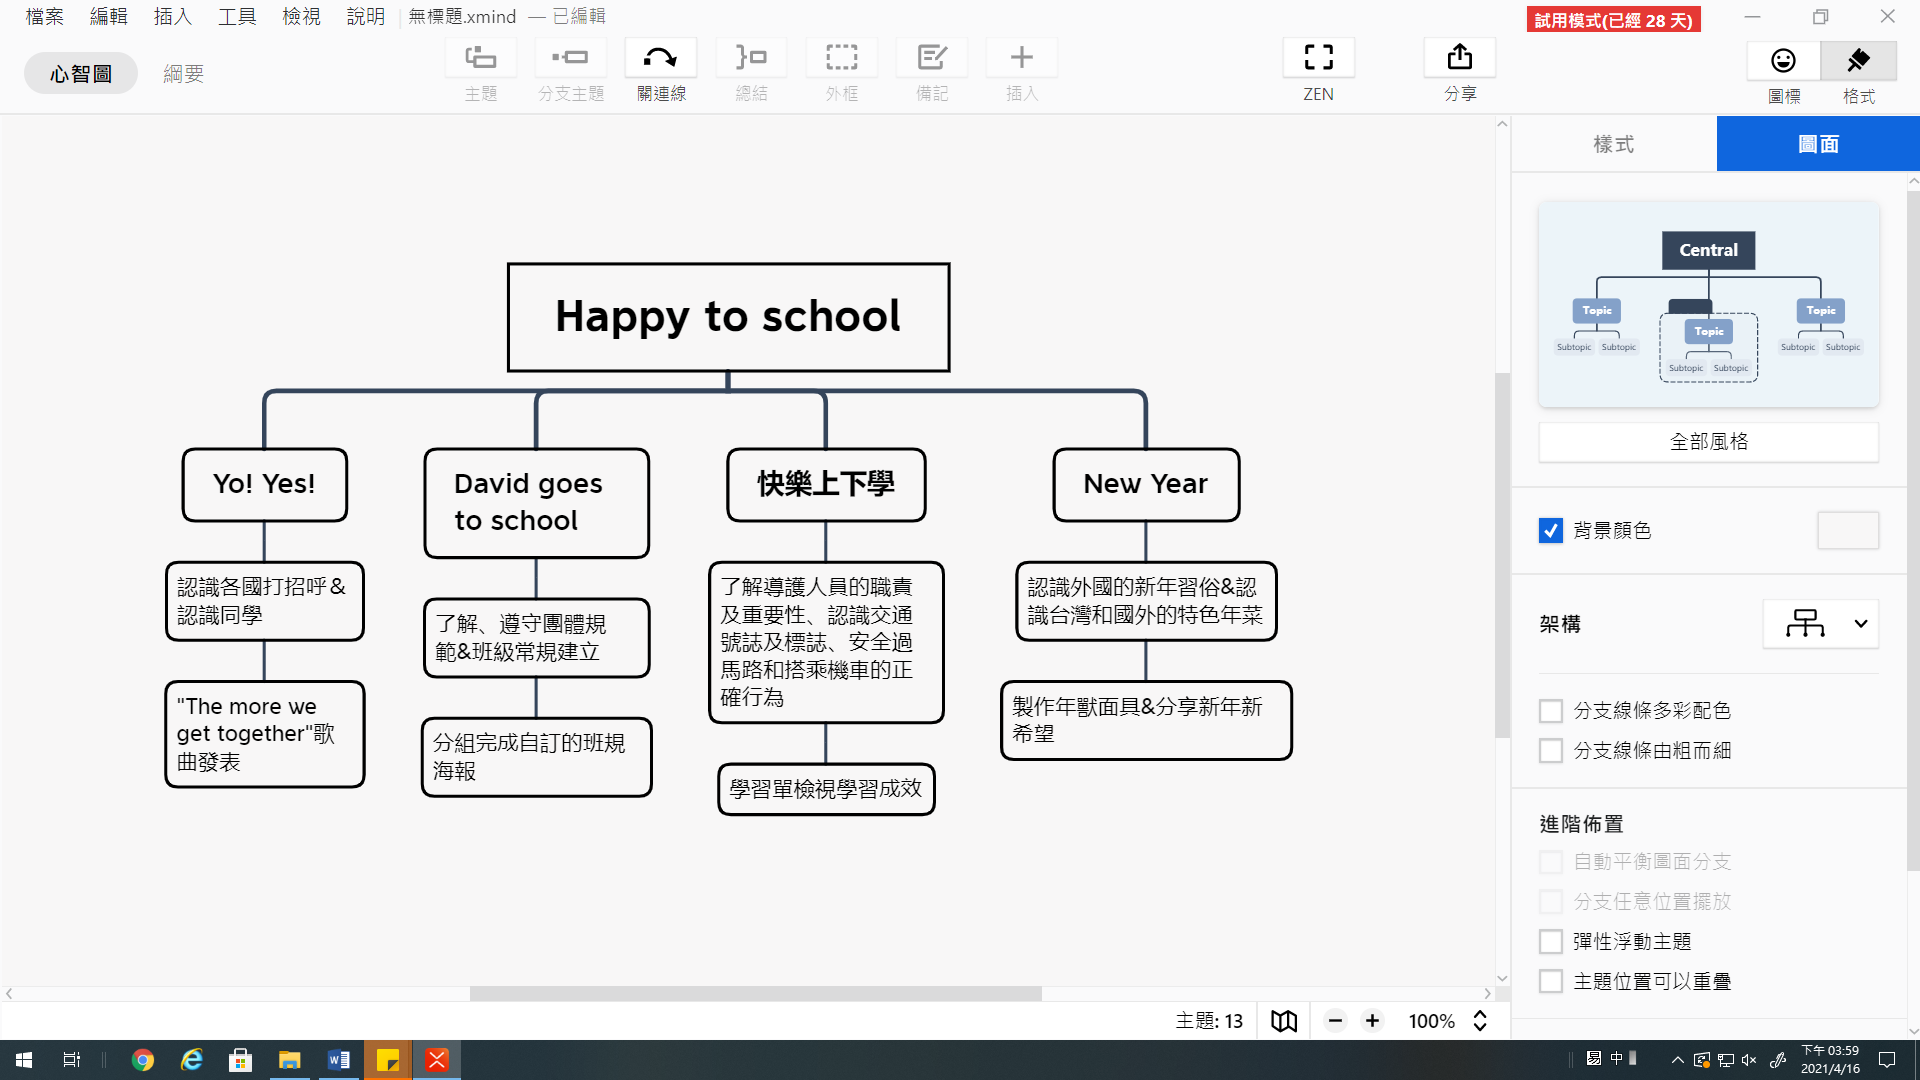 檔案 編輯 插入 工具 檢視 說明 無標題.xmind — 已編輯
試用模式(已經 28 天)
心智圖 綱要
主題 分支主題 關連線 總結 外框 備記 插入 ZEN 分享 圖標 格式
樣式 圖面
Happy to school
Yo! Yes!
認識各國打招呼&
認識同學
"The more we
get together"歌
曲發表
David goes
to school
了解、遵守團體規
範&班級常規建立
分組完成自訂的班規
海報
快樂上下學
了解導護人員的職責
及重要性、認識交通
號誌及標誌、安全過
馬路和搭乘機車的正
確行為
學習單檢視學習成效
New Year
認識外國的新年習俗&認
識台灣和國外的特色年菜
製作年獸面具&分享新年新
希望
Central
Topic Topic Topic
Subtopic Subtopic Subtopic Subtopic Subtopic Subtopic
全部風格
背景顏色
架構
分支線條多彩配色
分支線條由粗而細
進階佈置
自動平衡圖面分支
分支任意位置擺放
彈性浮動主題
主題位置可以重疊
主題: 13 100%
易 中
下午 03:59
2021/4/16